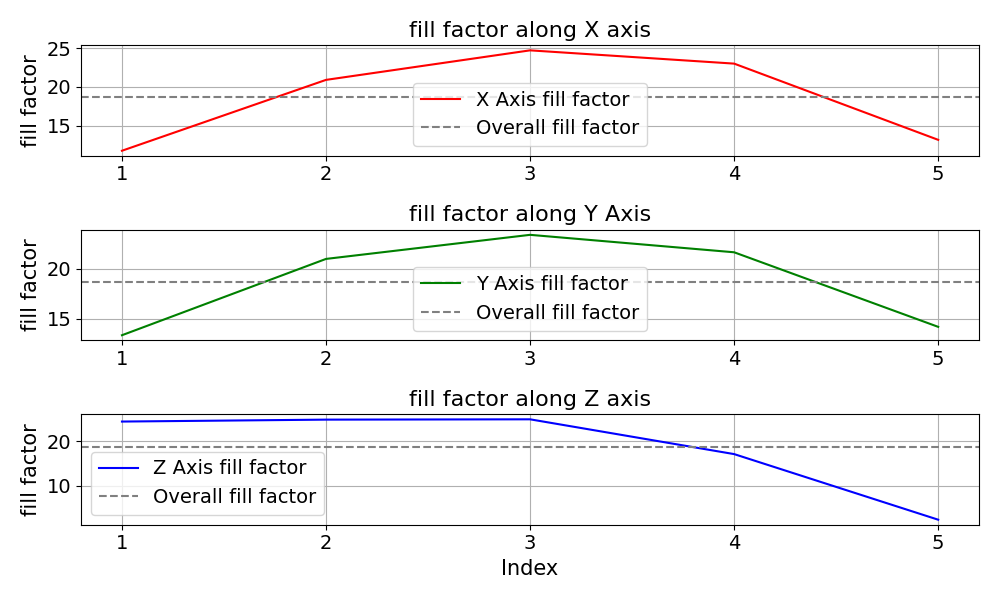 fill factor along X axis
fill factor
25
20
15
X Axis fill factor
Overall fill factor
1 2 3 4 5
fill factor along Y Axis
fill factor
20
15
Y Axis fill factor
Overall fill factor
1 2 3 4 5
fill factor along Z axis
fill factor
20
10
Z Axis fill factor
Overall fill factor
1 2 3 4 5
Index